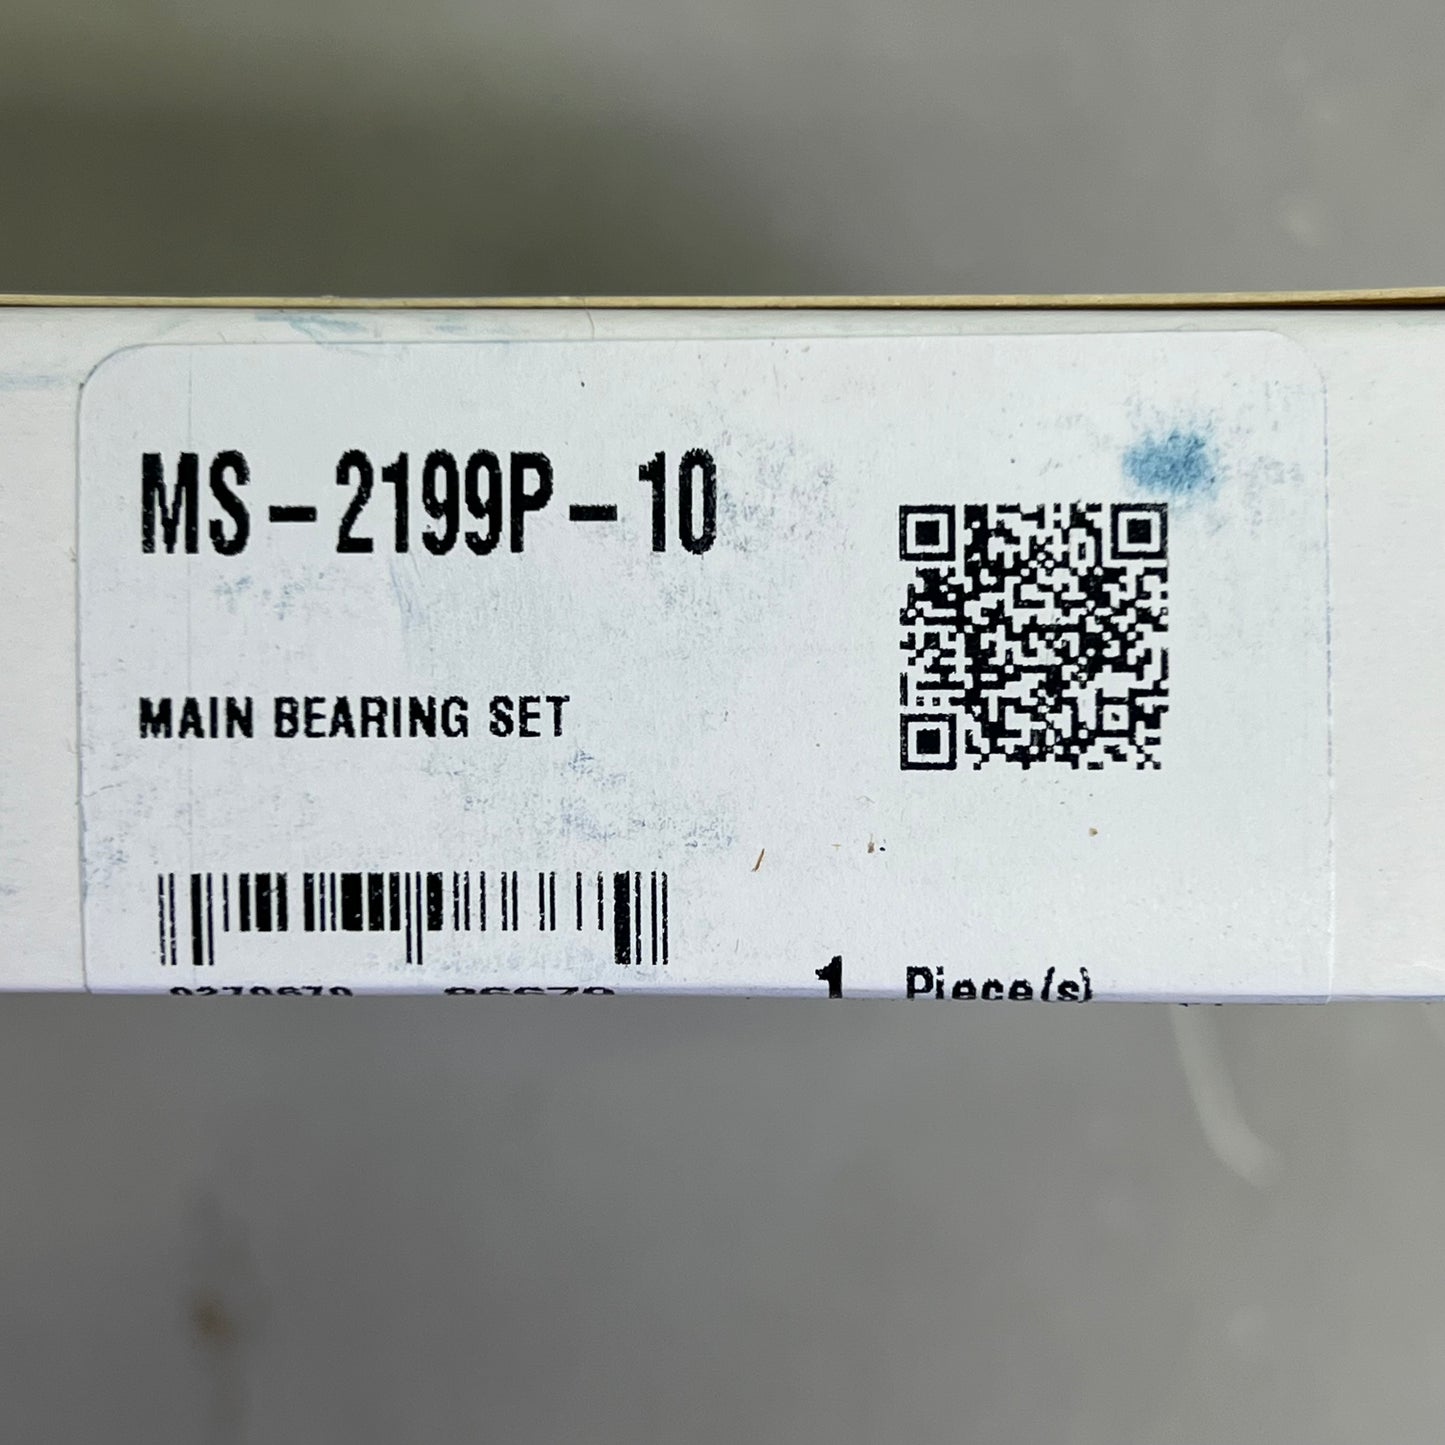 MS-2199P-10
MAIN BEARING SET
1 Piece(s)